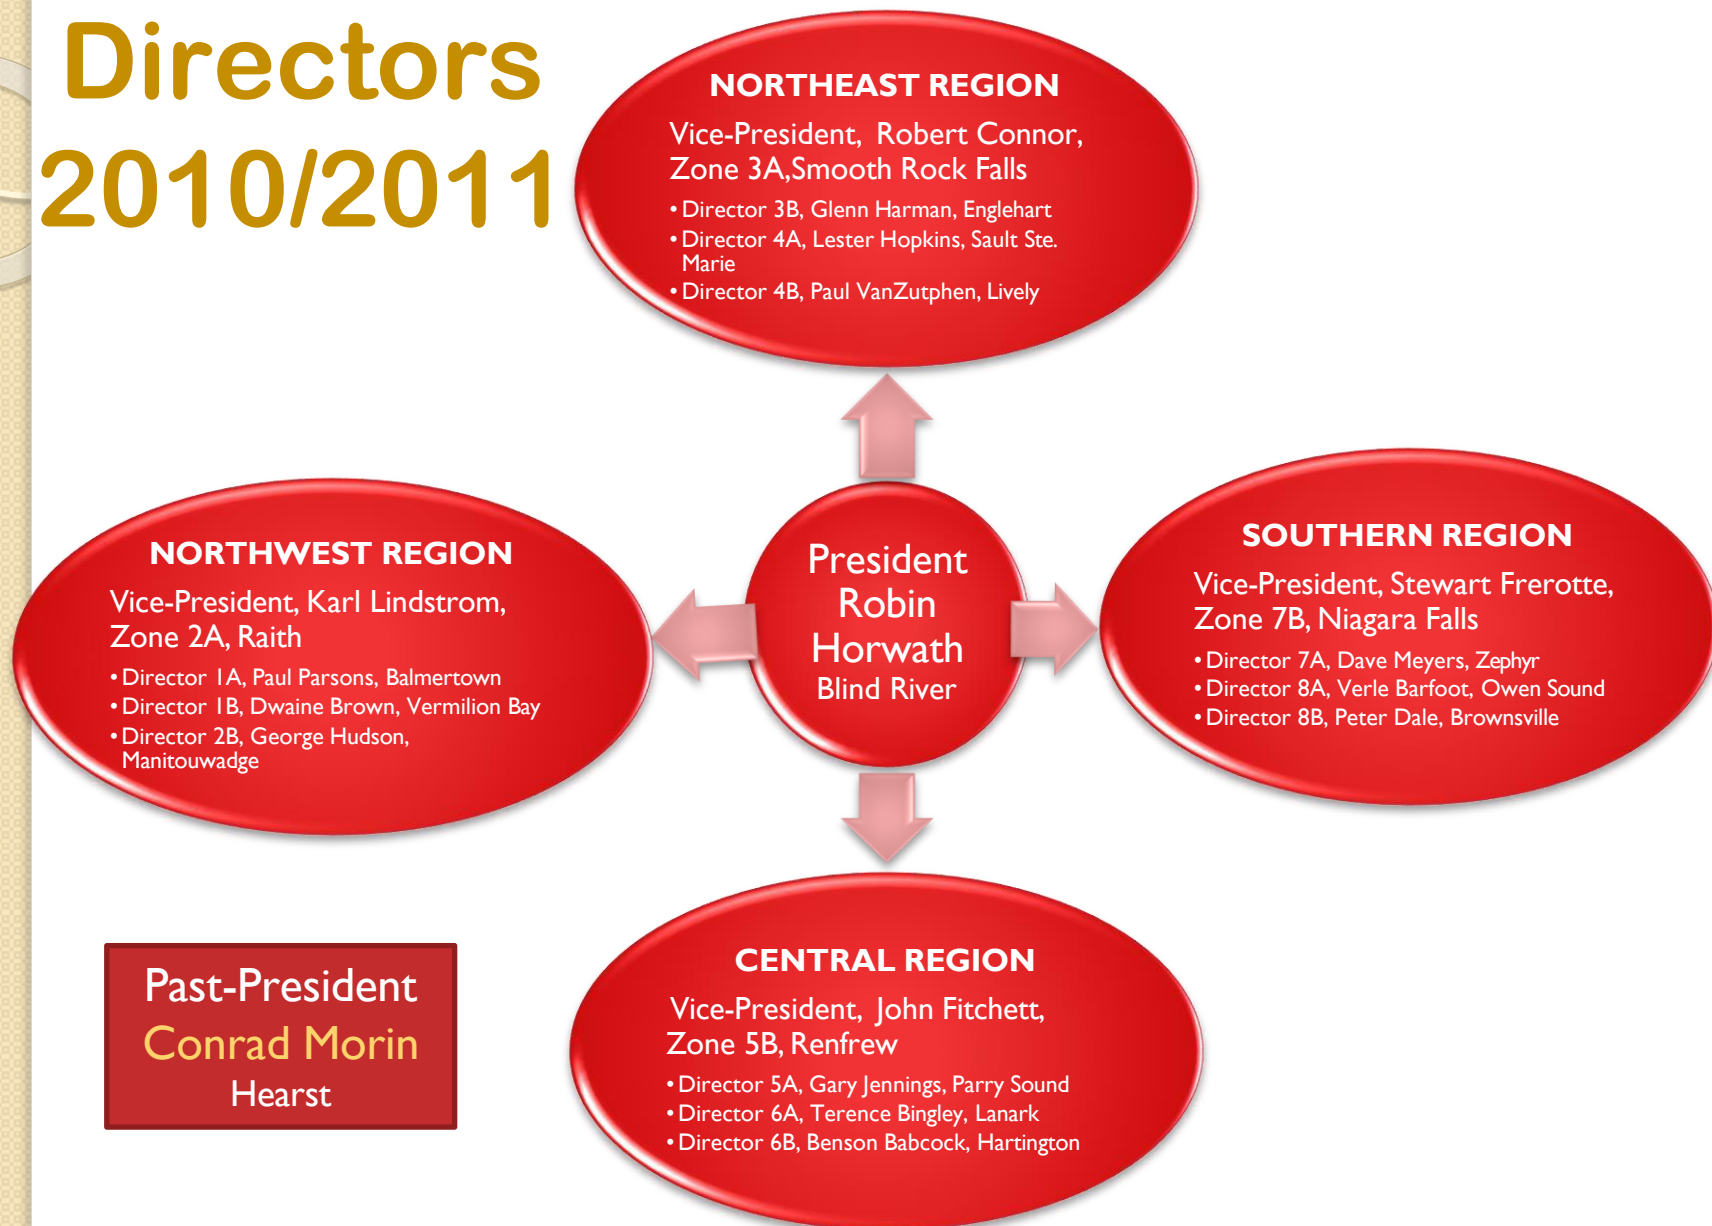 Directors
2010/2011
NORTHEAST REGION
Vice-President, Robert Connor,
Zone 3A,Smooth Rock Falls
• Director 3B, Glenn Harman, Englehart
• Director 4A, Lester Hopkins, Sault Ste.
Marie
• Director 4B, Paul VanZutphen, Lively
NORTHWEST REGION
Vice-President, Karl Lindstrom,
Zone 2A, Raith
• Director 1A, Paul Parsons, Balmertown
• Director 1B, Dwaine Brown, Vermilion Bay
• Director 2B, George Hudson,
Manitouwadge
President
Robin
Horwath
Blind River
SOUTHERN REGION
Vice-President, Stewart Frerotte,
Zone 7B, Niagara Falls
• Director 7A, Dave Meyers, Zephyr
• Director 8A, Verle Barfoot, Owen Sound
• Director 8B, Peter Dale, Brownsville
CENTRAL REGION
Vice-President, John Fitchett,
Zone 5B, Renfrew
• Director 5A, Gary Jennings, Parry Sound
• Director 6A, Terence Bingley, Lanark
• Director 6B, Benson Babcock, Hartington
Past-President
Conrad Morin
Hearst